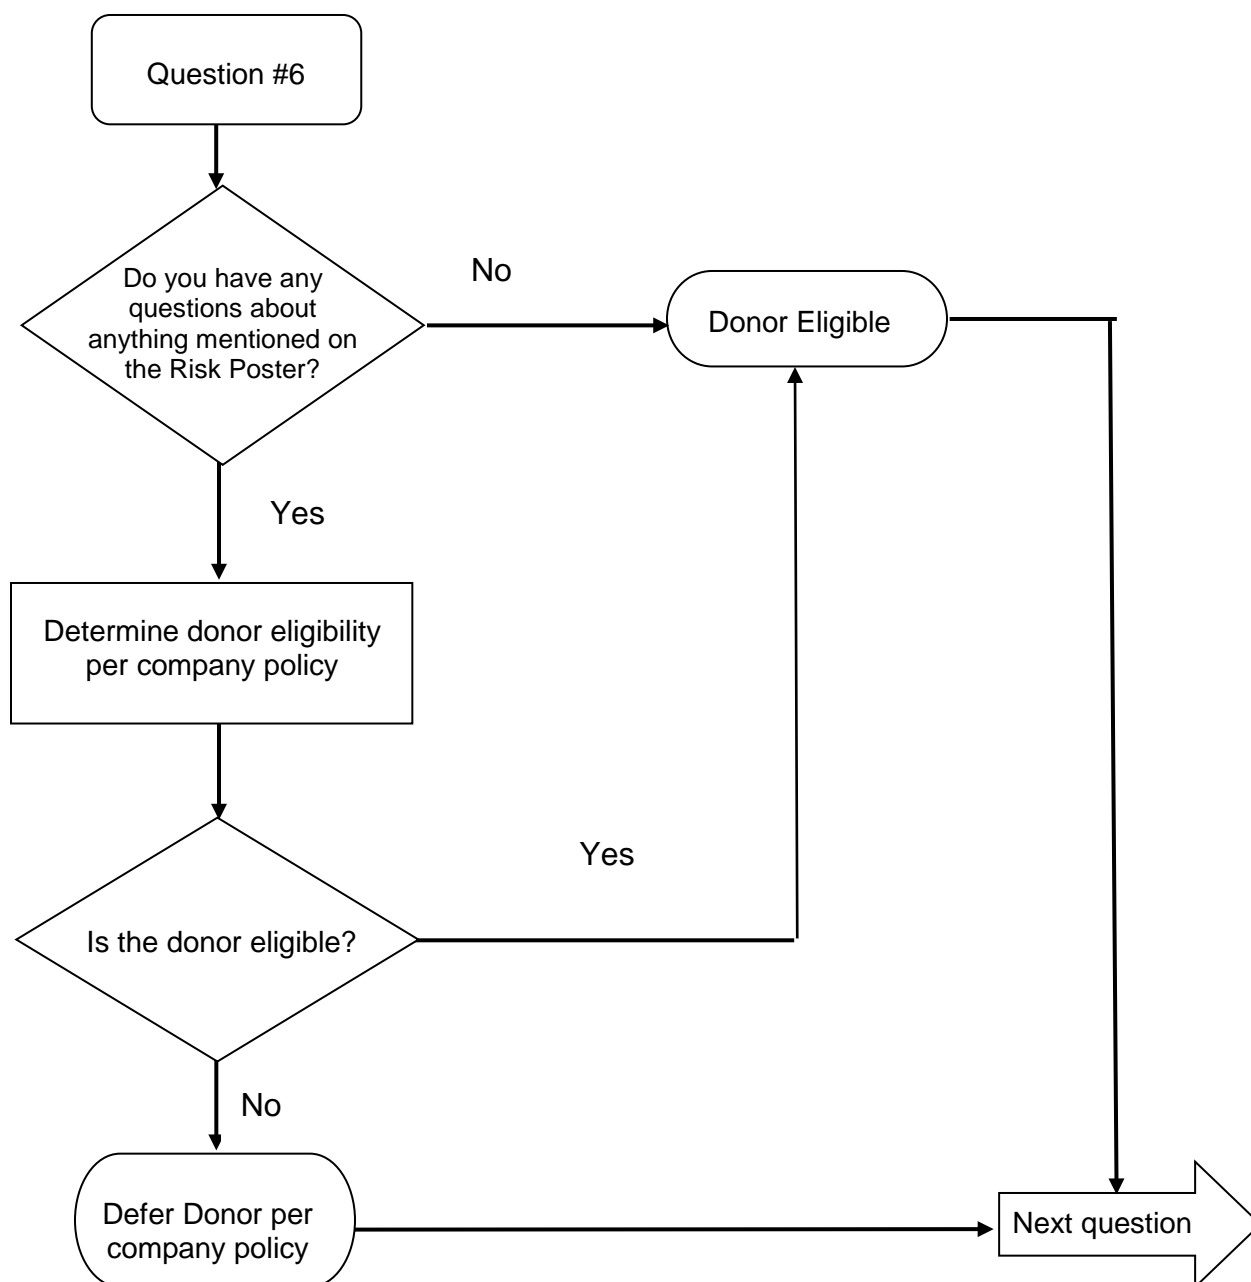 Question #6
Do you have any
questions about
anything mentioned on
the Risk Poster?
No
Donor Eligible
Yes
Determine donor eligibility
per company policy
Yes
Is the donor eligible?
No
Defer Donor per
company policy
Next question